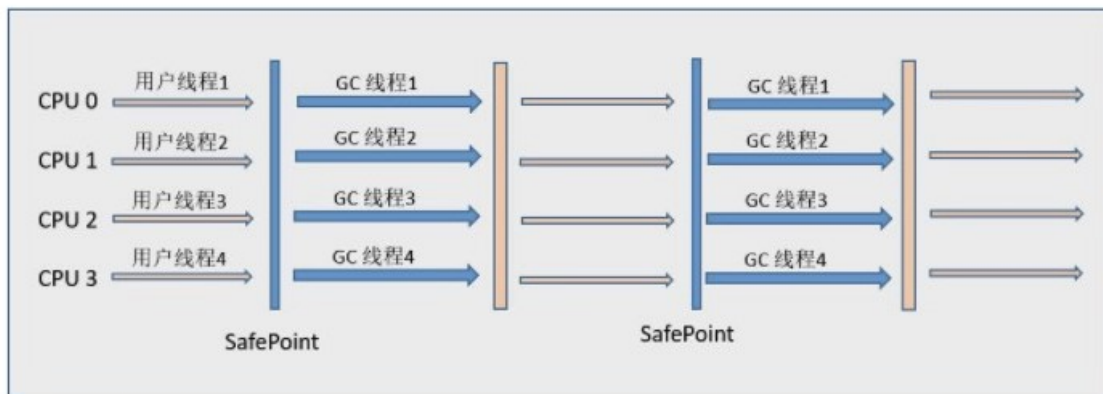 用户线程1 GC 线程1 GC 线程1
CPU 0
用户线程2 GC 线程2 GC 线程2
CPU 1
用户线程3 GC 线程3 GC 线程3
CPU 2
用户线程4 GC 线程4 GC 线程4
CPU 3
SafePoint SafePoint